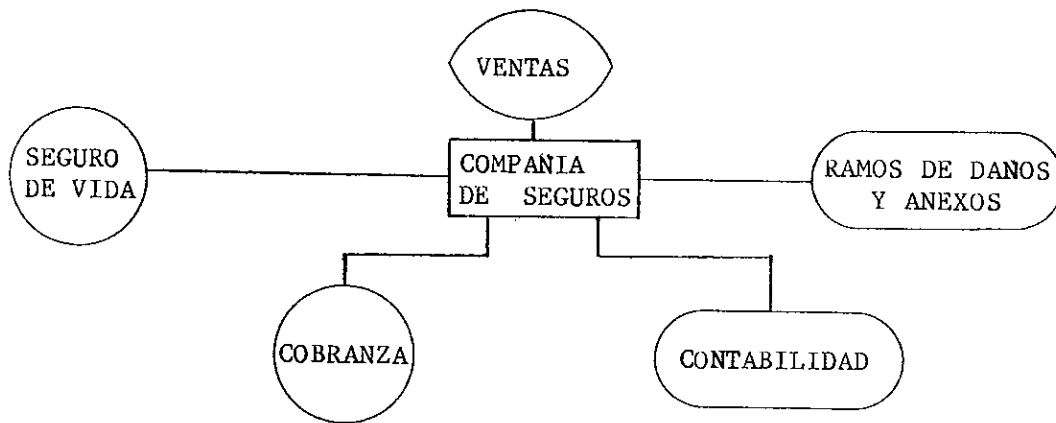 VENTAS
SEGURO
DE VIDA
COMPAÑIA
DE SEGUROS
RAMOS DE DAÑOS
Y ANEXOS
COBRANZA
CONTABILIDAD